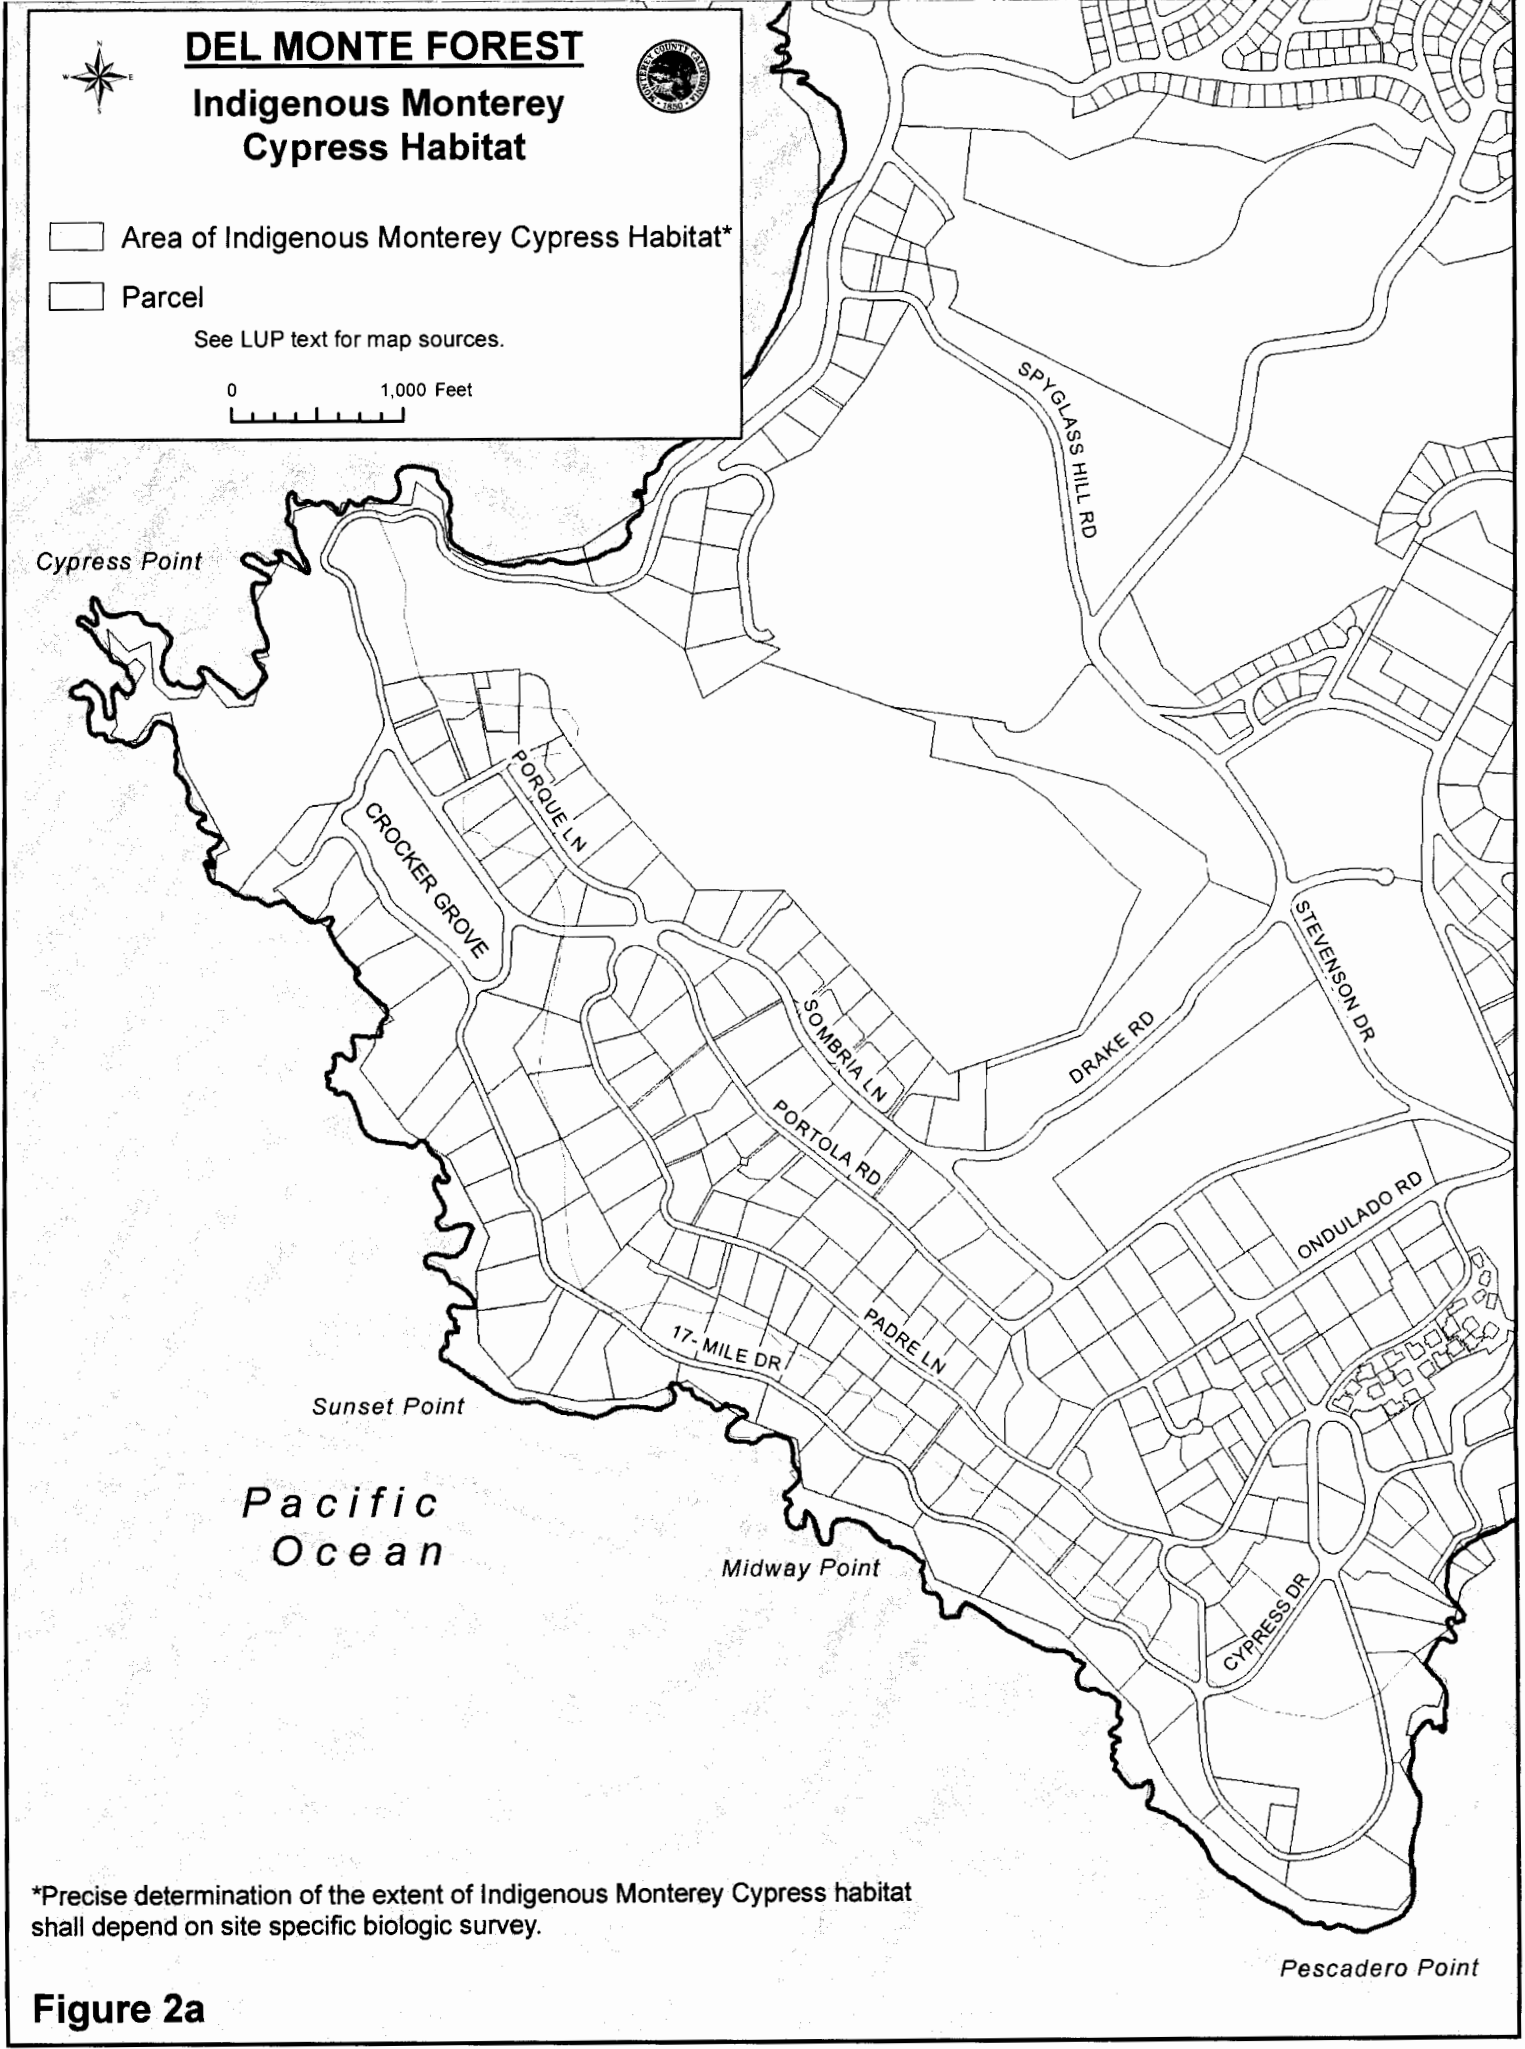 DEL MONTE FOREST
Indigenous Monterey
Cypress Habitat
N
W
E
S
MONTEREY COUNTY CALIFORNIA
1850
Area of Indigenous Monterey Cypress Habitat*
Parcel
See LUP text for map sources.
0 1,000 Feet
SPYGLASS HILL RD
Cypress Point
PORQUE LN
CROCKER GROVE
STEVENSON DR
SOMBRIA LN
DRAKE RD
PORTOLA RD
ONDULADO RD
PADRE LN
17- MILE DR
Sunset Point
Pacific
Ocean
Midway Point
CYPRESS DR
*Precise determination of the extent of Indigenous Monterey Cypress habitat
shall depend on site specific biologic survey.
Pescadero Point
Figure 2a